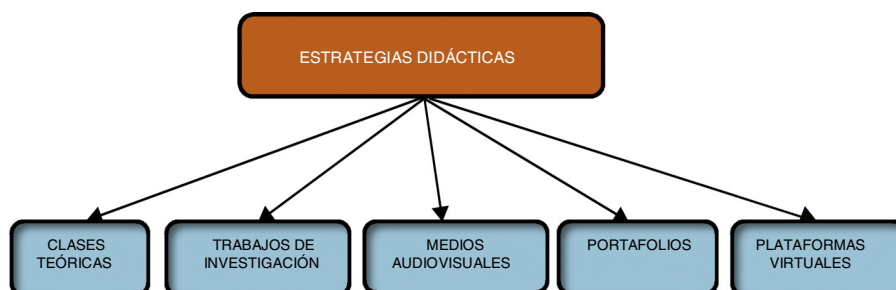 ESTRATEGIAS DIDÁCTICAS
CLASES
TEÓRICAS
TRABAJOS DE
INVESTIGACIÓN
MEDIOS
AUDIOVISUALES
PORTAFOLIOS
PLATAFORMAS
VIRTUALES